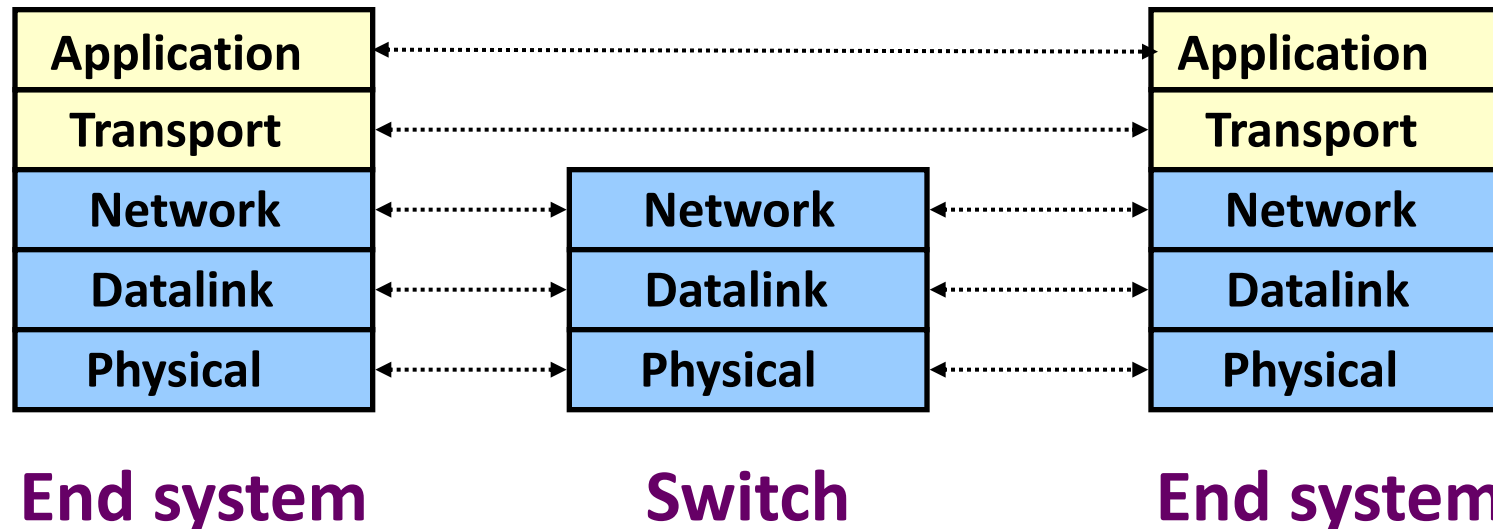 Application Application
Transport Transport
Network Network Network
Datalink Datalink Datalink
Physical Physical Physical
End system Switch End system